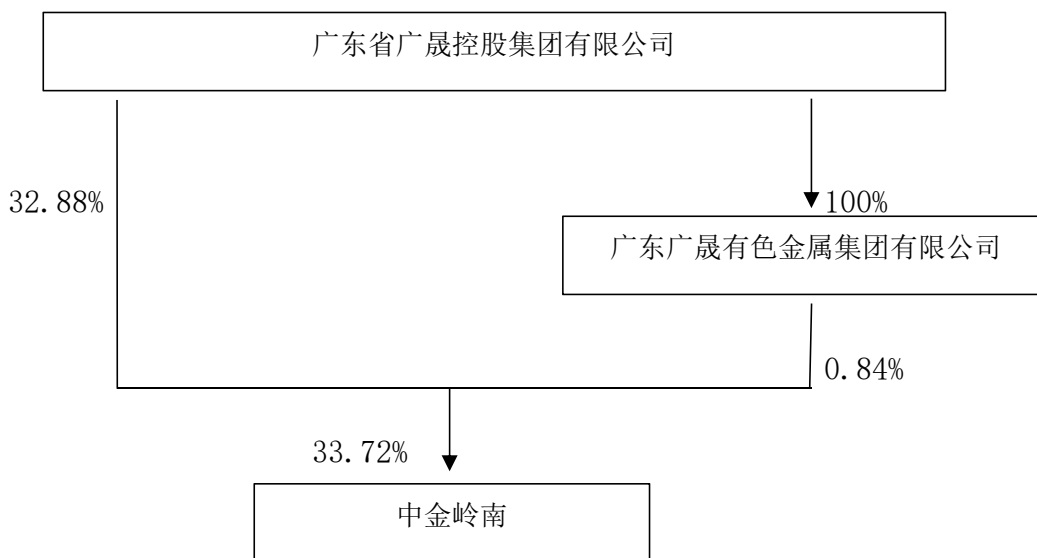 广东省广晟控股集团有限公司
32.88%
100%
广东广晟有色金属集团有限公司
0.84%
33.72%
中金岭南